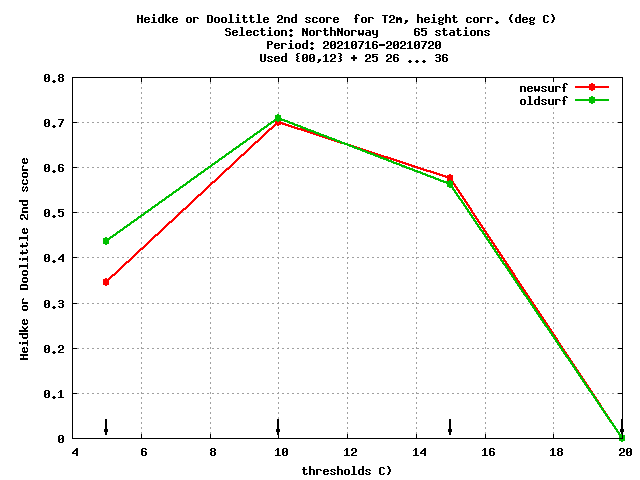 Heidke or Doolittle 2nd score  for T2m, height corr. (deg C)
Selection: NorthNorway     65 stations
Period: 20210716-20210720
Used {00,12} + 25 26 ... 36
newsurf
oldsurf
Heidke or Doolittle 2nd score
0.8
0.7
0.6
0.5
0.4
0.3
0.2
0.1
0
4 6 8 10 12 14 16 18 20
thresholds C)